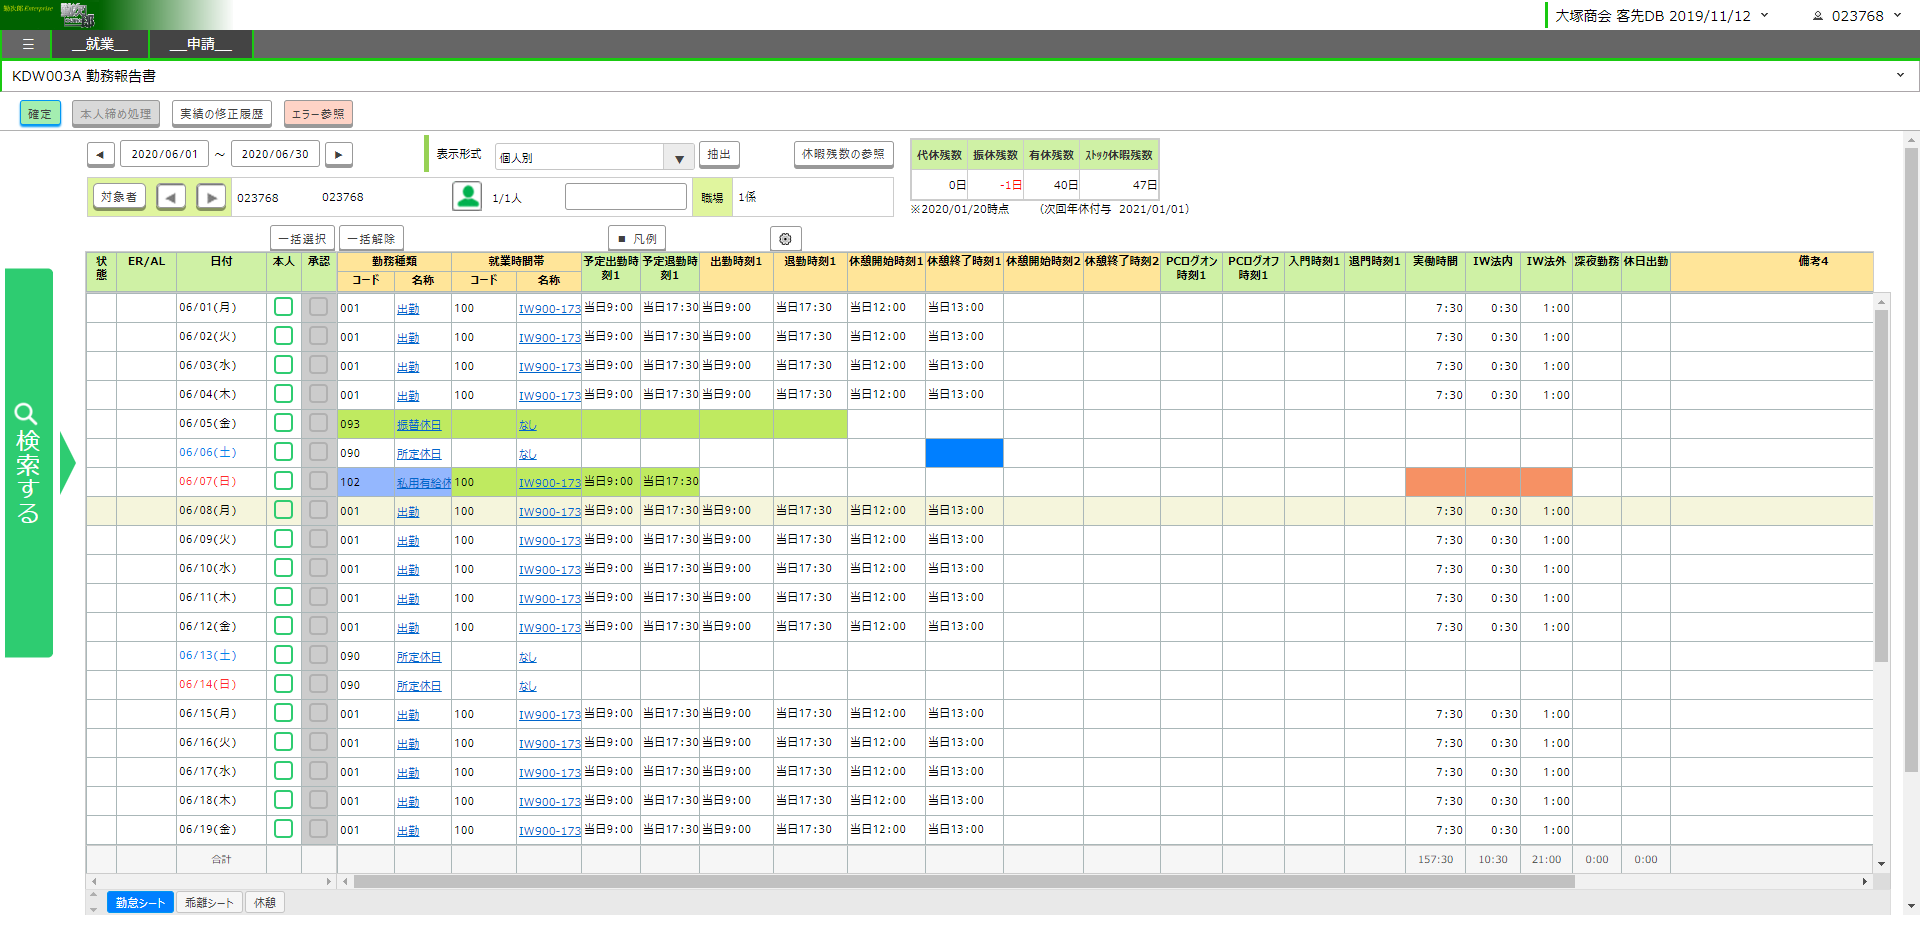 勤次郎Enterprise
大塚商会 客先DB 2019/11/12
023768
☰ __就業__ __申請__
KDW003A 勤務報告書
確定 本人締め処理 実績の修正履歴 エラー参照
◀ 2020/06/01 ～ 2020/06/30 ▶ 表示形式 個人別 ▼ 抽出 休暇残数の参照
代休残数 振休残数 有休残数 ｽﾄｯｸ休暇残数
0日 -1日 40日 47日
※2020/01/20時点 (次回年休付与 2021/01/01)
対象者 ◀ ▶ 023768 023768 1/1人 職場 1係
一括選択 一括解除 ■ 凡例
検索する
状態 ER/AL 日付 本人 承認 勤務種類 就業時間帯 予定出勤時刻1 予定退勤時刻1 出勤時刻1 退勤時刻1 休憩開始時刻1 休憩終了時刻1 休憩開始時刻2 休憩終了時刻2 PCログオン時刻1 PCログオフ時刻1 入門時刻1 退門時刻1 実働時間 IW法内 IW法外 深夜勤務 休日出勤 備考4
コード 名称 コード 名称
06/01(月) 001 出勤 100 IW900-173 当日9:00 当日17:30 当日9:00 当日17:30 当日12:00 当日13:00 7:30 0:30 1:00
06/02(火) 001 出勤 100 IW900-173 当日9:00 当日17:30 当日9:00 当日17:30 当日12:00 当日13:00 7:30 0:30 1:00
06/03(水) 001 出勤 100 IW900-173 当日9:00 当日17:30 当日9:00 当日17:30 当日12:00 当日13:00 7:30 0:30 1:00
06/04(木) 001 出勤 100 IW900-173 当日9:00 当日17:30 当日9:00 当日17:30 当日12:00 当日13:00 7:30 0:30 1:00
06/05(金) 093 振替休日 なし
06/06(土) 090 所定休日 なし
06/07(日) 102 私用有給休 100 IW900-173 当日9:00 当日17:30
06/08(月) 001 出勤 100 IW900-173 当日9:00 当日17:30 当日9:00 当日17:30 当日12:00 当日13:00 7:30 0:30 1:00
06/09(火) 001 出勤 100 IW900-173 当日9:00 当日17:30 当日9:00 当日17:30 当日12:00 当日13:00 7:30 0:30 1:00
06/10(水) 001 出勤 100 IW900-173 当日9:00 当日17:30 当日9:00 当日17:30 当日12:00 当日13:00 7:30 0:30 1:00
06/11(木) 001 出勤 100 IW900-173 当日9:00 当日17:30 当日9:00 当日17:30 当日12:00 当日13:00 7:30 0:30 1:00
06/12(金) 001 出勤 100 IW900-173 当日9:00 当日17:30 当日9:00 当日17:30 当日12:00 当日13:00 7:30 0:30 1:00
06/13(土) 090 所定休日 なし
06/14(日) 090 所定休日 なし
06/15(月) 001 出勤 100 IW900-173 当日9:00 当日17:30 当日9:00 当日17:30 当日12:00 当日13:00 7:30 0:30 1:00
06/16(火) 001 出勤 100 IW900-173 当日9:00 当日17:30 当日9:00 当日17:30 当日12:00 当日13:00 7:30 0:30 1:00
06/17(水) 001 出勤 100 IW900-173 当日9:00 当日17:30 当日9:00 当日17:30 当日12:00 当日13:00 7:30 0:30 1:00
06/18(木) 001 出勤 100 IW900-173 当日9:00 当日17:30 当日9:00 当日17:30 当日12:00 当日13:00 7:30 0:30 1:00
06/19(金) 001 出勤 100 IW900-173 当日9:00 当日17:30 当日9:00 当日17:30 当日12:00 当日13:00 7:30 0:30 1:00
合計 157:30 10:30 21:00 0:00 0:00
勤怠シート 乖離シート 休憩